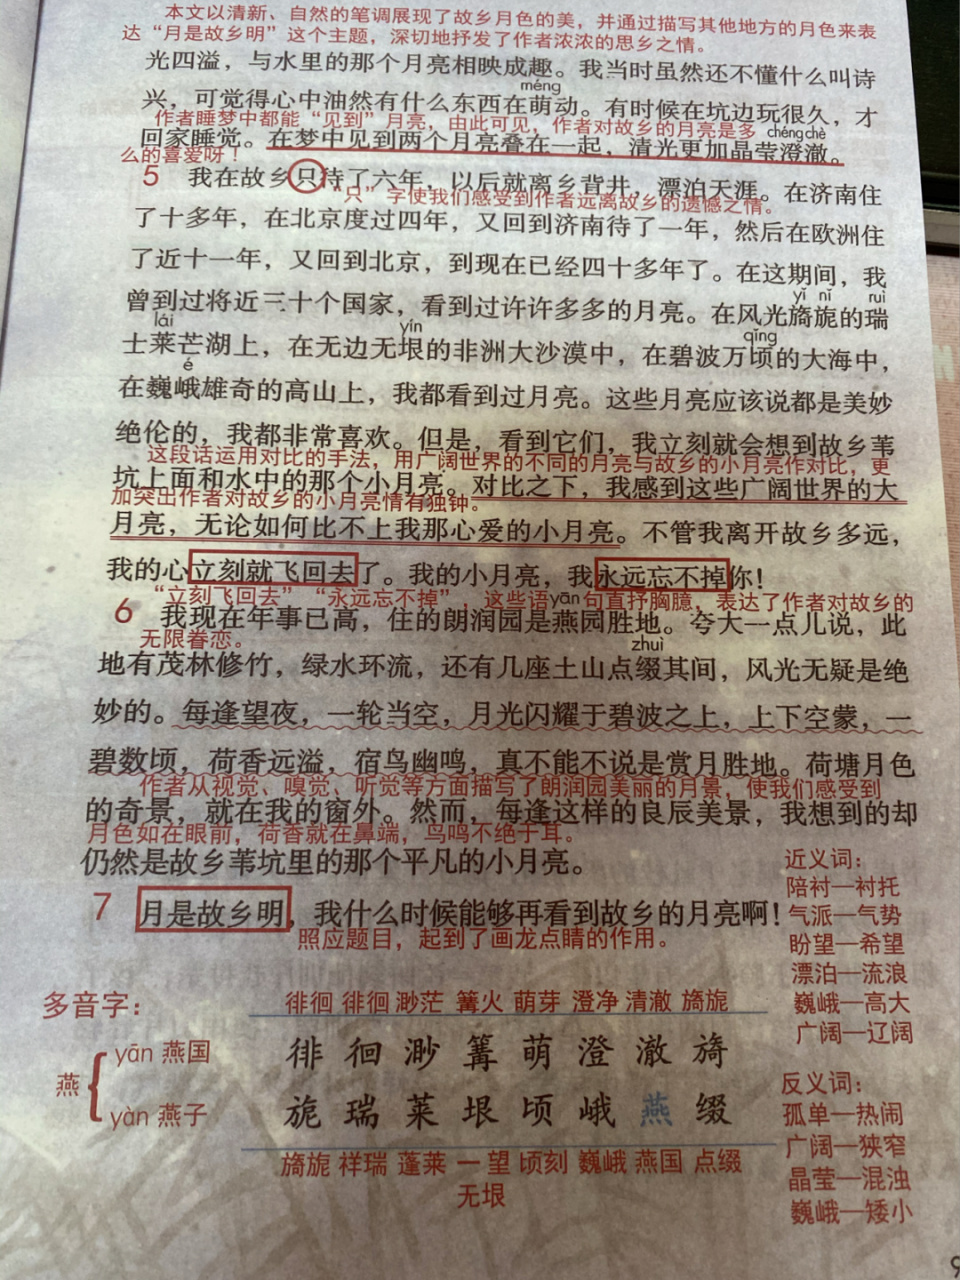 本文以清新、自然的笔调展现了故乡月色的美，并通过描写其他地方的月色来表
达“月是故乡明”这个主题，深切地抒发了作者浓浓的思乡之情。
光四溢，与水里的那个月亮相映成趣。我当时虽然还不懂什么叫诗
méng
兴，可觉得心中油然有什么东西在萌动。有时候在坑边玩很久，才
作者睡梦中都能“见到”月亮，由此可见，作者对故乡的月亮是多
chéng chè
回家睡觉。在梦中见到两个月亮叠在一起，清光更加晶莹澄澈。
么的喜爱呀！
5 我在故乡只待了六年，以后就离乡背井，漂泊天涯。在济南住
“只”字使我们感受到作者远离故乡的遗憾之情。
了十多年，在北京度过四年，又回到济南待了一年，然后在欧洲住
了近十一年，又回到北京，到现在已经四十多年了。在这期间，我
曾到过将近三十个国家，看到过许许多多的月亮。在风光旖旎的瑞
yǐ nǐ ruì
lái yín qǐng
士莱芒湖上，在无边无垠的非洲大沙漠中，在碧波万顷的大海中，
é
在巍峨雄奇的高山上，我都看到过月亮。这些月亮应该说都是美妙
绝伦的，我都非常喜欢。但是，看到它们，我立刻就会想到故乡苇
这段话运用对比的手法，用广阔世界的不同的月亮与故乡的小月亮作对比，更
坑上面和水中的那个小月亮。对比之下，我感到这些广阔世界的大
加突出作者对故乡的小月亮情有独钟。
月亮，无论如何比不上我那心爱的小月亮。不管我离开故乡多远，
我的心立刻就飞回去了。我的小月亮，我永远忘不掉你！
“立刻飞回去”“永远忘不掉”，这些语句直抒胸臆，表达了作者对故乡的
yān
6 我现在年事已高，住的朗润园是燕园胜地。夸大一点儿说，此
无限眷恋。
zhuì
地有茂林修竹，绿水环流，还有几座土山点缀其间，风光无疑是绝
妙的。每逢望夜，一轮当空，月光闪耀于碧波之上，上下空蒙，一
碧数顷，荷香远溢，宿鸟幽鸣，真不能不说是赏月胜地。荷塘月色
作者从视觉、嗅觉、听觉等方面描写了朗润园美丽的月景，使我们感受到
的奇景，就在我的窗外。然而，每逢这样的良辰美景，我想到的却
月色如在眼前，荷香就在鼻端，鸟鸣不绝于耳。
仍然是故乡苇坑里的那个平凡的小月亮。
7 月是故乡明，我什么时候能够再看到故乡的月亮啊！
照应题目，起到了画龙点睛的作用。
近义词：
陪衬—衬托
气派—气势
盼望—希望
漂泊—流浪
巍峨—高大
广阔—辽阔
多音字：
燕
yān 燕国
yàn 燕子
徘徊 徘徊 渺茫 篝火 萌芽 澄净 清澈 旖旎
徘 徊 渺 篝 萌 澄 澈 旖
旎 瑞 莱 垠 顷 峨 燕 缀
旖旎 祥瑞 蓬莱 一望 顷刻 巍峨 燕国 点缀
无垠
反义词：
孤单—热闹
广阔—狭窄
晶莹—混浊
巍峨—矮小